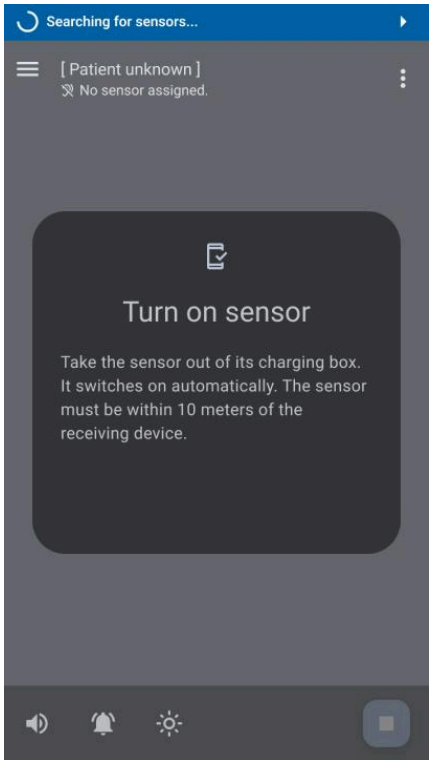 Searching for sensors...
[ Patient unknown ]
No sensor assigned.
Turn on sensor
Take the sensor out of its charging box.
It switches on automatically. The sensor
must be within 10 meters of the
receiving device.